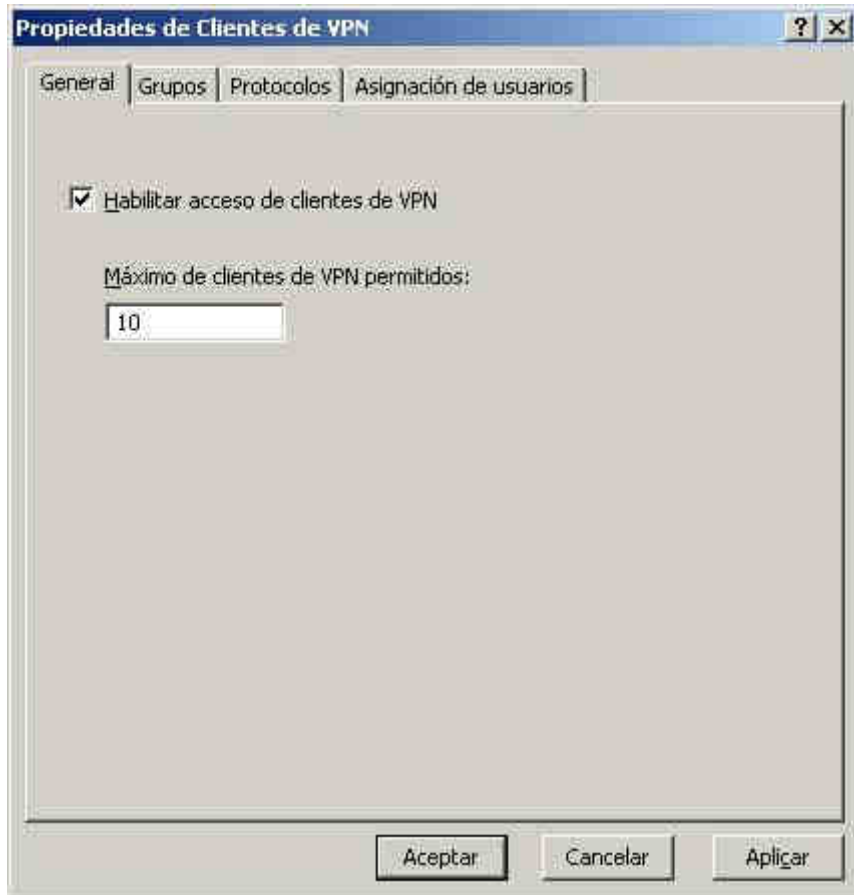 Propiedades de Clientes de VPN
General Grupos Protocolos Asignación de usuarios
Habilitar acceso de clientes de VPN
Máximo de clientes de VPN permitidos:
10
Aceptar Cancelar Aplicar